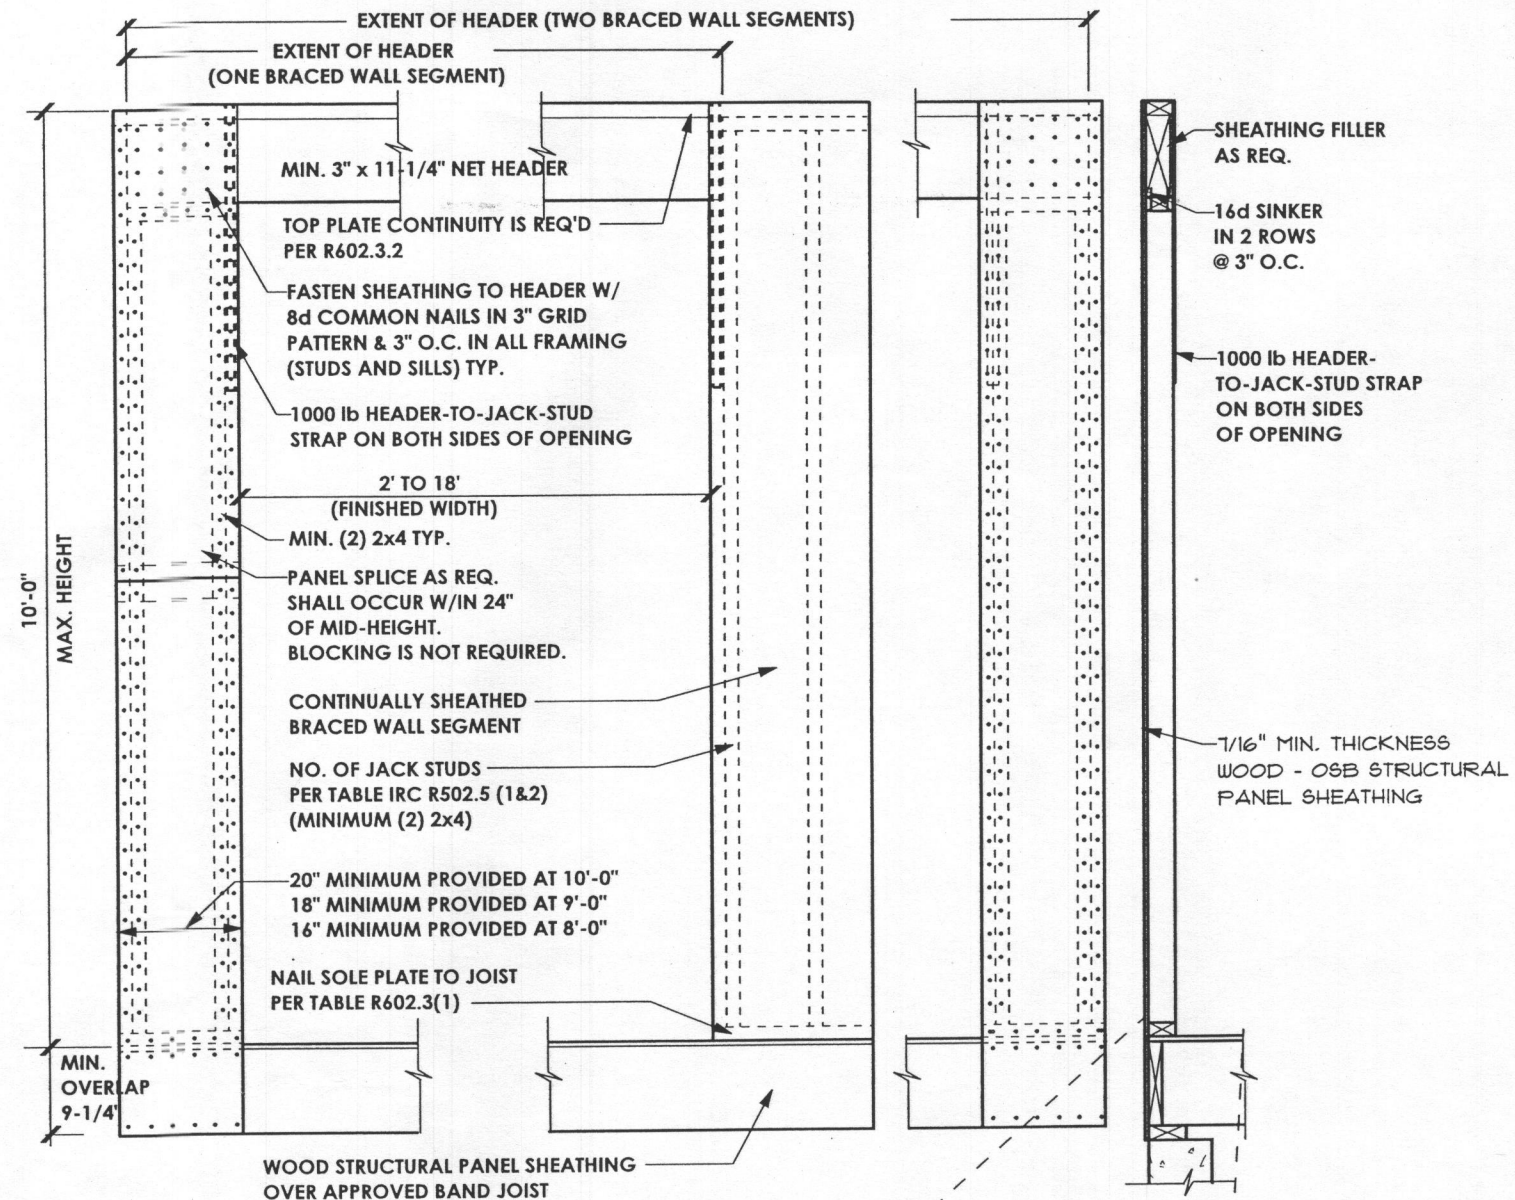 EXTENT OF HEADER (TWO BRACED WALL SEGMENTS)
EXTENT OF HEADER
(ONE BRACED WALL SEGMENT)
MIN. 3" x 11-1/4" NET HEADER
TOP PLATE CONTINUITY IS REQ'D
PER R602.3.2
FASTEN SHEATHING TO HEADER W/
8d COMMON NAILS IN 3" GRID
PATTERN & 3" O.C. IN ALL FRAMING
(STUDS AND SILLS) TYP.
1000 lb HEADER-TO-JACK-STUD
STRAP ON BOTH SIDES OF OPENING
2' TO 18'
(FINISHED WIDTH)
MIN. (2) 2x4 TYP.
PANEL SPLICE AS REQ.
SHALL OCCUR W/IN 24"
OF MID-HEIGHT.
BLOCKING IS NOT REQUIRED.
CONTINUALLY SHEATHED
BRACED WALL SEGMENT
NO. OF JACK STUDS
PER TABLE IRC R502.5 (1&2)
(MINIMUM (2) 2x4)
20" MINIMUM PROVIDED AT 10'-0"
18" MINIMUM PROVIDED AT 9'-0"
16" MINIMUM PROVIDED AT 8'-0"
NAIL SOLE PLATE TO JOIST
PER TABLE R602.3(1)
WOOD STRUCTURAL PANEL SHEATHING
OVER APPROVED BAND JOIST
10'-0"
MAX. HEIGHT
MIN.
OVERLAP
9-1/4"
SHEATHING FILLER
AS REQ.
16d SINKER
IN 2 ROWS
@ 3" O.C.
1000 lb HEADER-
TO-JACK-STUD STRAP
ON BOTH SIDES
OF OPENING
7/16" MIN. THICKNESS
WOOD - OSB STRUCTURAL
PANEL SHEATHING